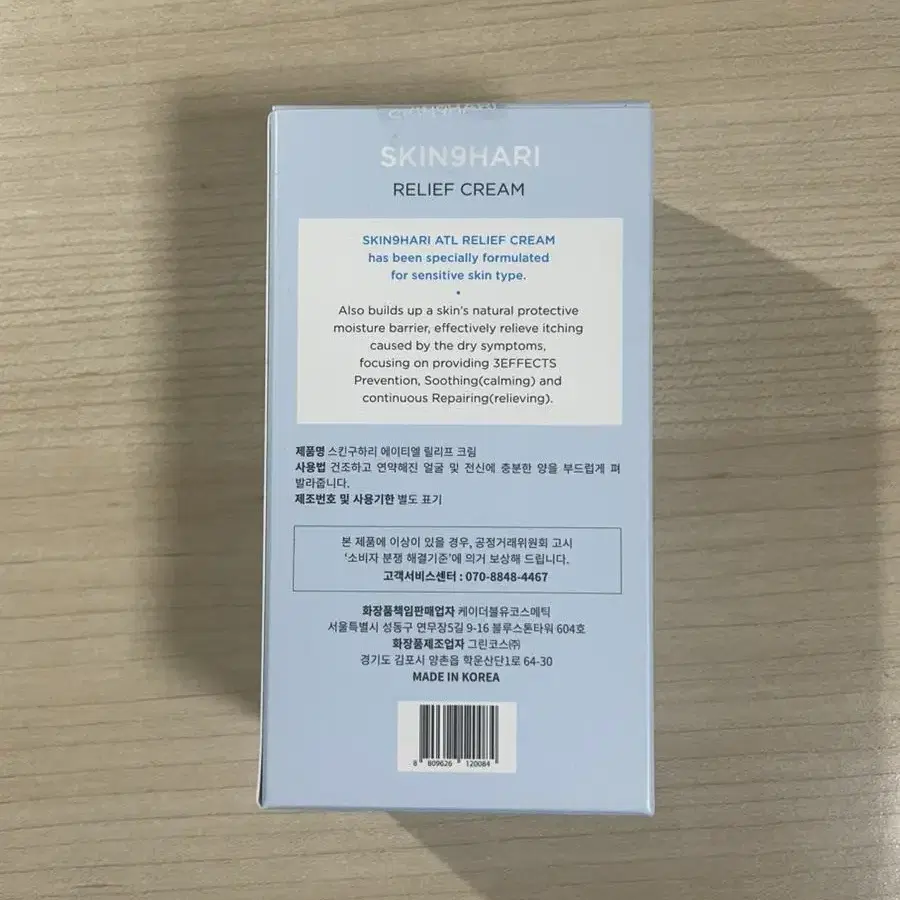 SKIN9HARI
SKIN9HARI
RELIEF CREAM
SKIN9HARI ATL RELIEF CREAM
has been specially formulated
for sensitive skin type.
Also builds up a skin's natural protective
moisture barrier, effectively relieve itching
caused by the dry symptoms,
focusing on providing 3EFFECTS
Prevention, Soothing(calming) and
continuous Repairing(relieving).
제품명 스킨구하리 에이티엘 릴리프 크림
사용법 건조하고 연약해진 얼굴 및 전신에 충분한 양을 부드럽게 펴
발라줍니다.
제조번호 및 사용기한 별도 표기
본 제품에 이상이 있을 경우, 공정거래위원회 고시
‘소비자 분쟁 해결기준’에 의거 보상해 드립니다.
고객서비스센터 : 070-8848-4467
화장품책임판매업자 케이더블유코스메틱
서울특별시 성동구 연무장5길 9-16 블루스톤타워 604호
화장품제조업자 그린코스㈜
경기도 김포시 양촌읍 학운산단1로 64-30
MADE IN KOREA
8 809626 120084